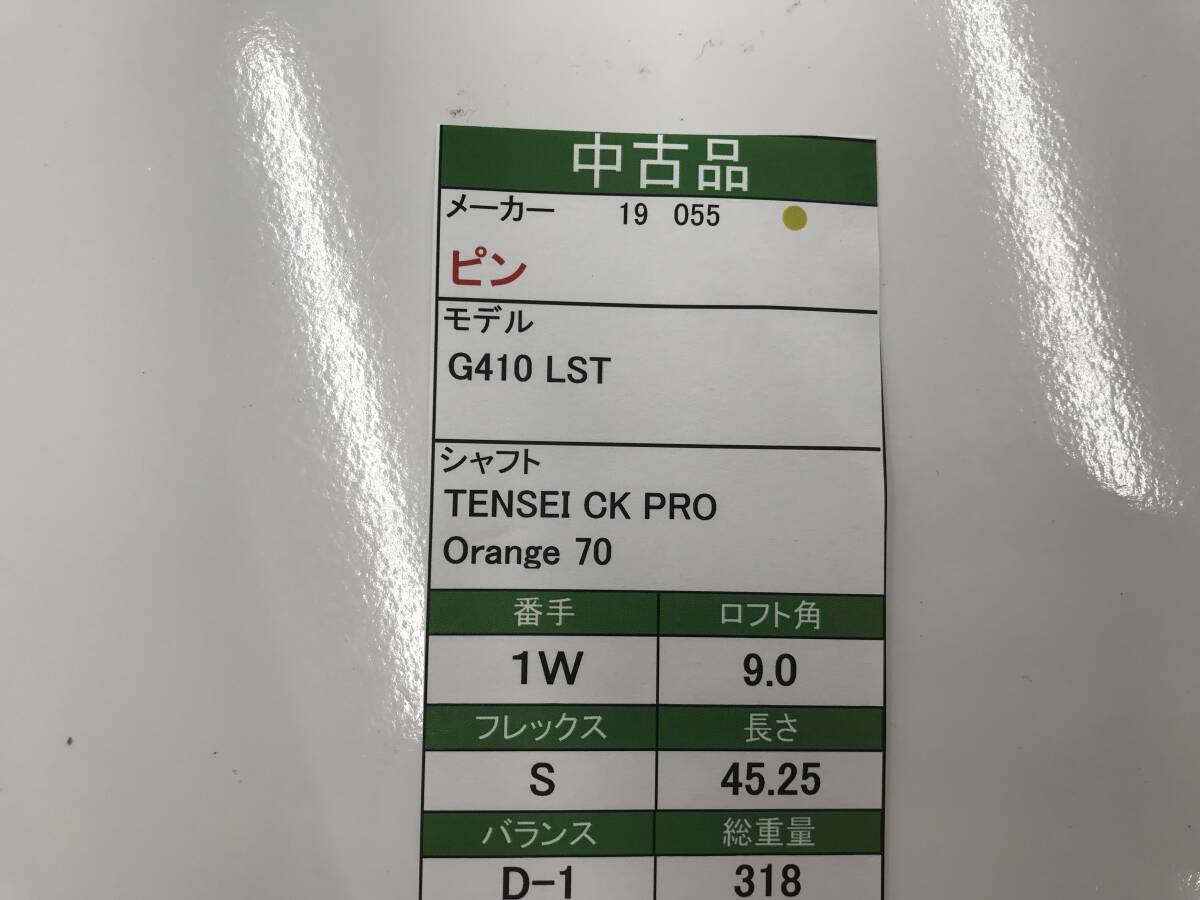 中古品
メーカー 19 055
ピン
モデル
G410 LST
シャフト
TENSEI CK PRO
Orange 70
番手 ロフト角
1W 9.0
フレックス 長さ
S 45.25
バランス 総重量
D-1 318